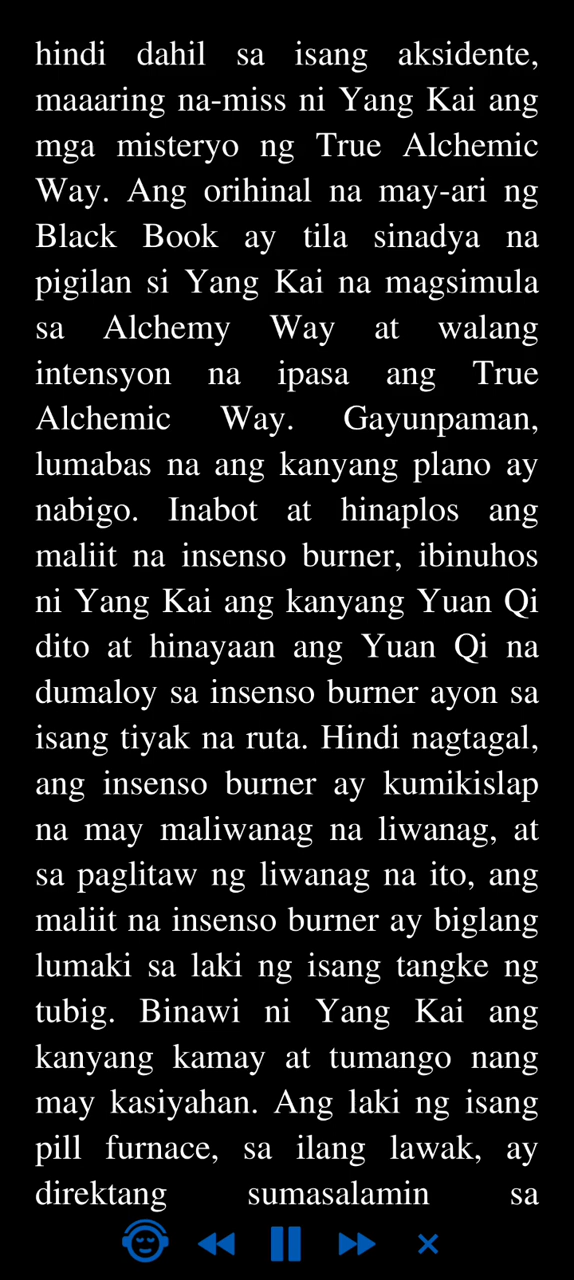 hindi dahil sa isang aksidente,
maaaring na-miss ni Yang Kai ang
mga misteryo ng True Alchemic
Way. Ang orihinal na may-ari ng
Black Book ay tila sinadya na
pigilan si Yang Kai na magsimula
sa Alchemy Way at walang
intensyon na ipasa ang True
Alchemic Way. Gayunpaman,
lumabas na ang kanyang plano ay
nabigo. Inabot at hinaplos ang
maliit na insenso burner, ibinuhos
ni Yang Kai ang kanyang Yuan Qi
dito at hinayaan ang Yuan Qi na
dumaloy sa insenso burner ayon sa
isang tiyak na ruta. Hindi nagtagal,
ang insenso burner ay kumikislap
na may maliwanag na liwanag, at
sa paglitaw ng liwanag na ito, ang
maliit na insenso burner ay biglang
lumaki sa laki ng isang tangke ng
tubig. Binawi ni Yang Kai ang
kanyang kamay at tumango nang
may kasiyahan. Ang laki ng isang
pill furnace, sa ilang lawak, ay
direktang sumasalamin sa